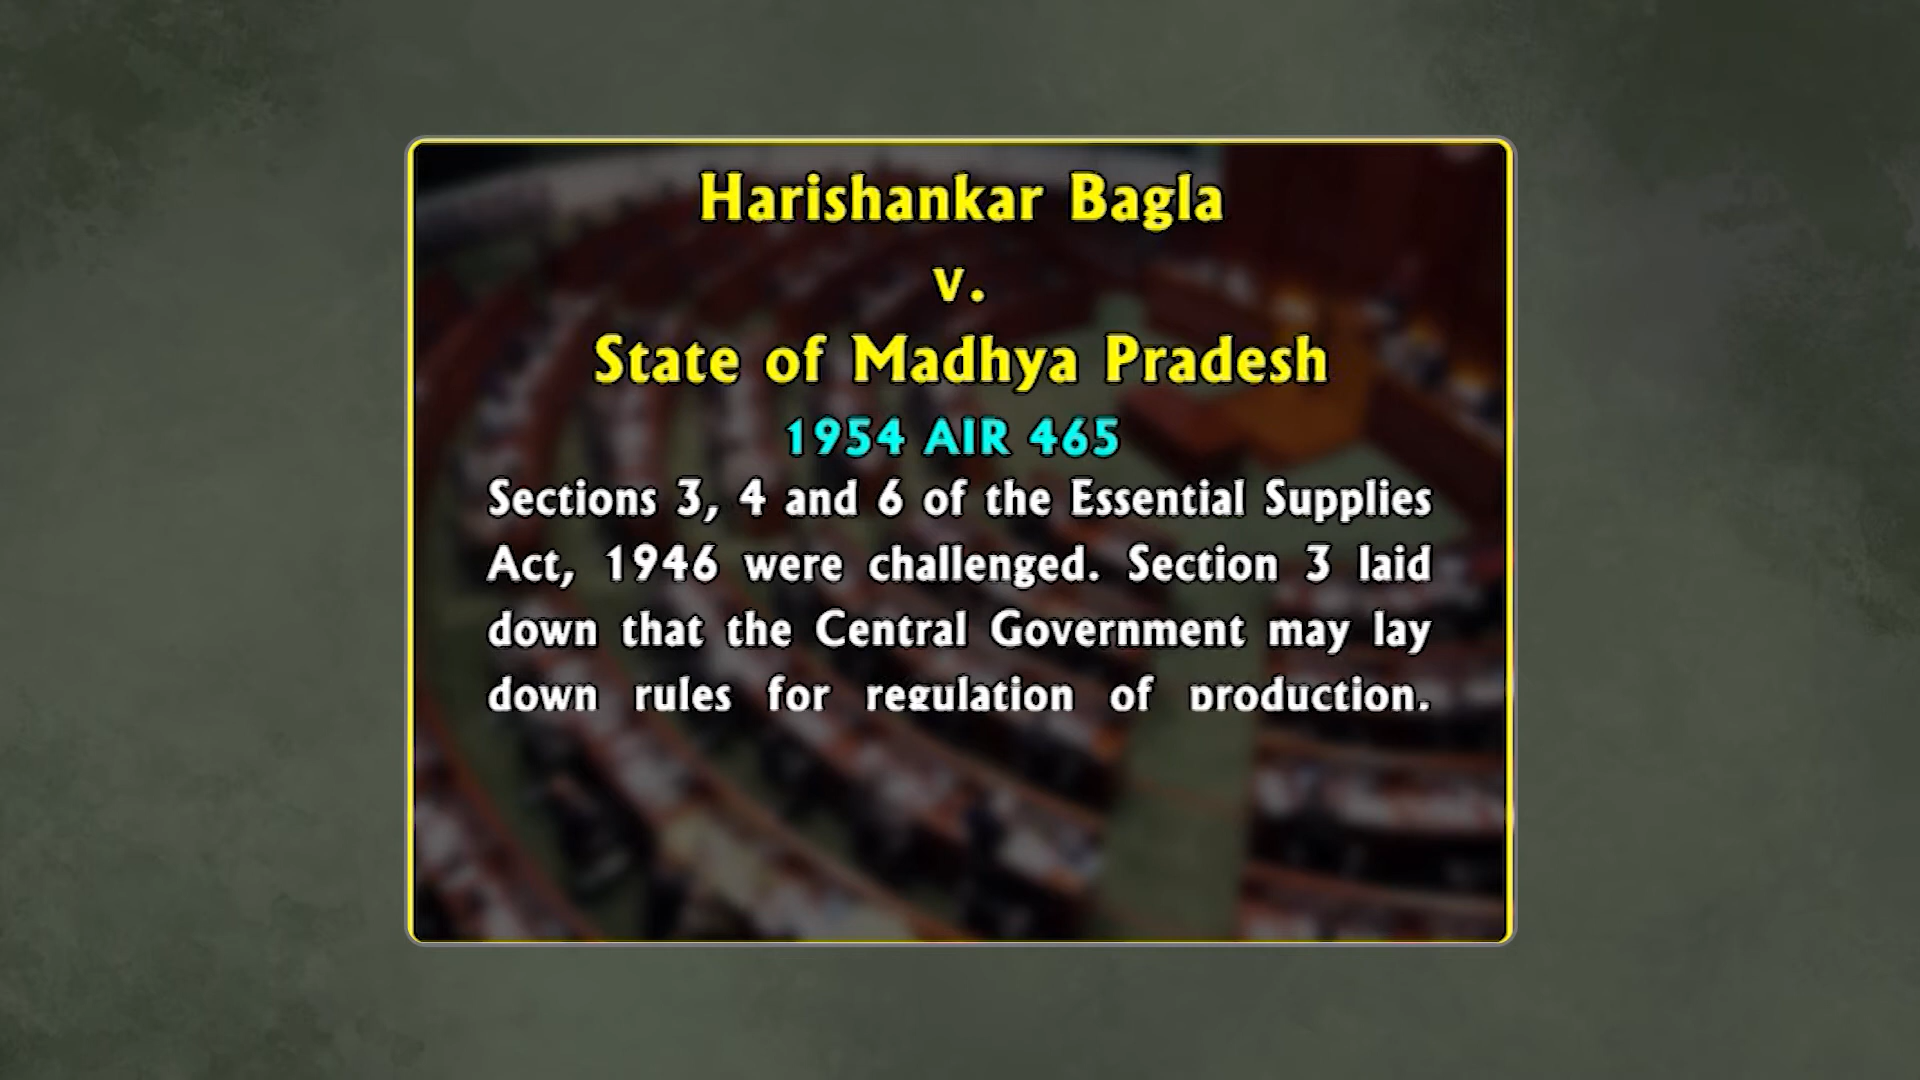 Harishankar Bagla
v.
State of Madhya Pradesh
1954 AIR 465
Sections 3, 4 and 6 of the Essential Supplies
Act, 1946 were challenged. Section 3 laid
down that the Central Government may lay
down rules for regulation of production.